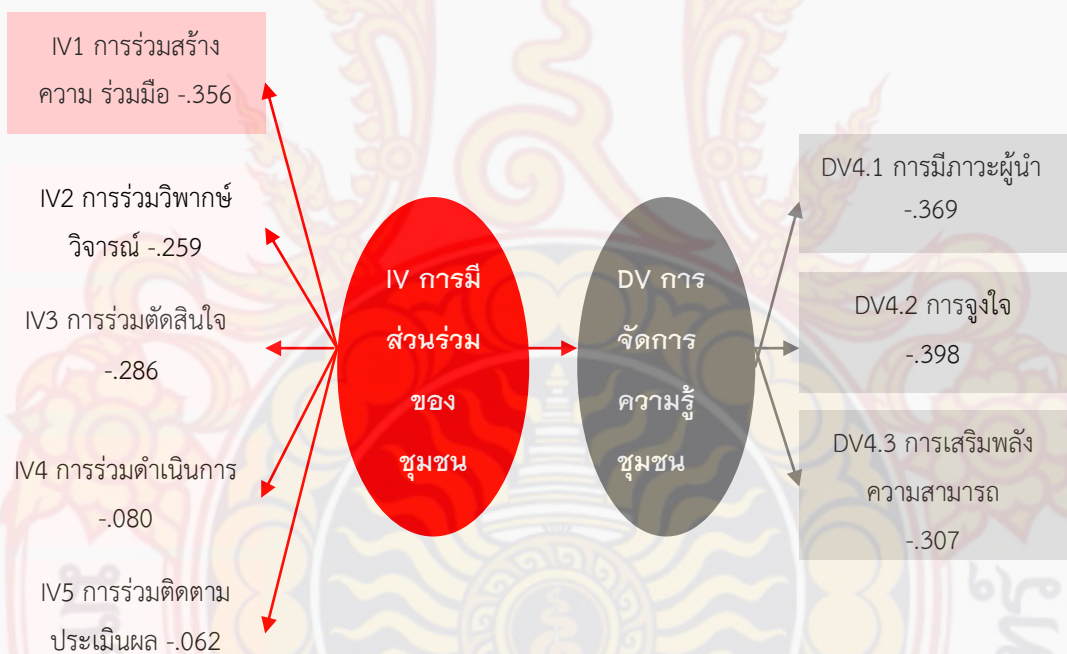 IV1 การร่วมสร้าง
ความ ร่วมมือ -.356
IV2 การร่วมวิพากษ์
วิจารณ์ -.259
IV3 การร่วมตัดสินใจ
-.286
IV4 การร่วมดำเนินการ
-.080
IV5 การร่วมติดตาม
ประเมินผล -.062
IV การมี
ส่วนร่วม
ของ
ชุมชน
DV การ
จัดการ
ความรู้
ชุมชน
DV4.1 การมีภาวะผู้นำ
-.369
DV4.2 การจูงใจ
-.398
DV4.3 การเสริมพลัง
ความสามารถ
-.307